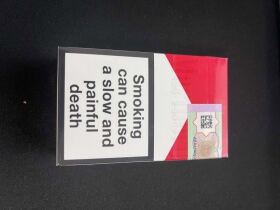 Smoking
can cause
a slow and
painful
death